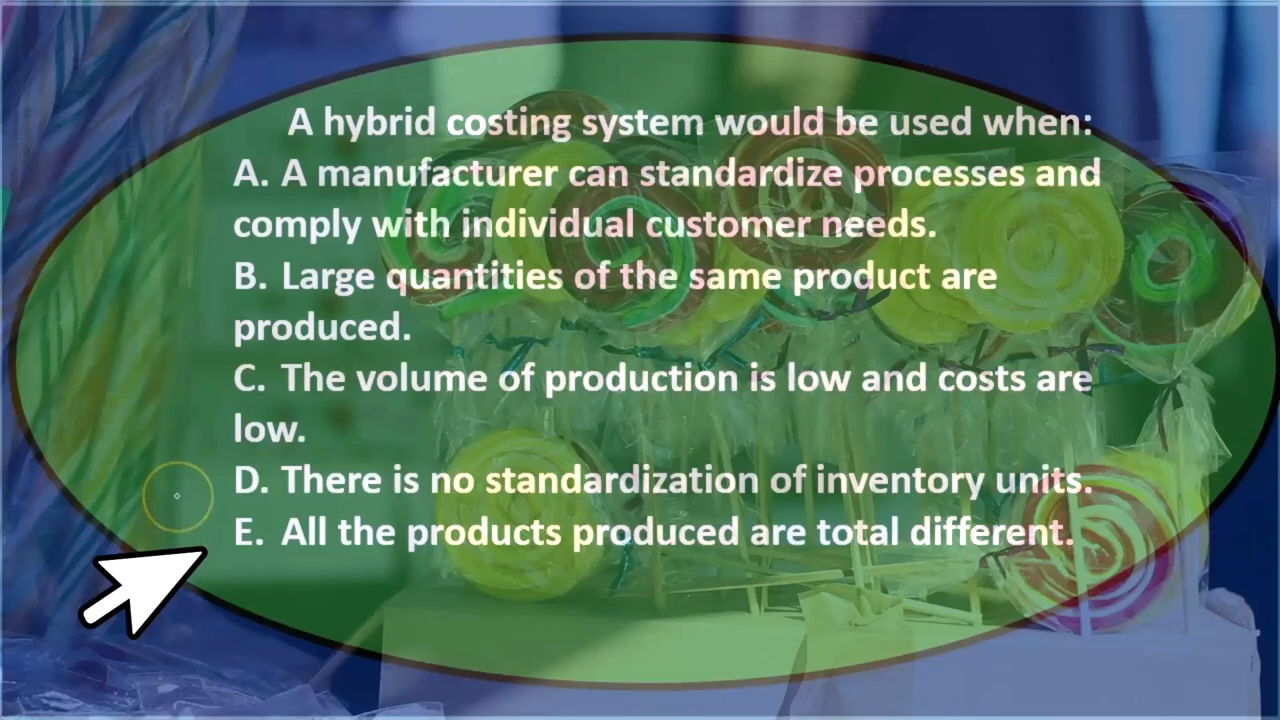 A hybrid costing system would be used when:
A. A manufacturer can standardize processes and
comply with individual customer needs.
B. Large quantities of the same product are
produced.
C. The volume of production is low and costs are
low.
D. There is no standardization of inventory units.
E. All the products produced are total different.